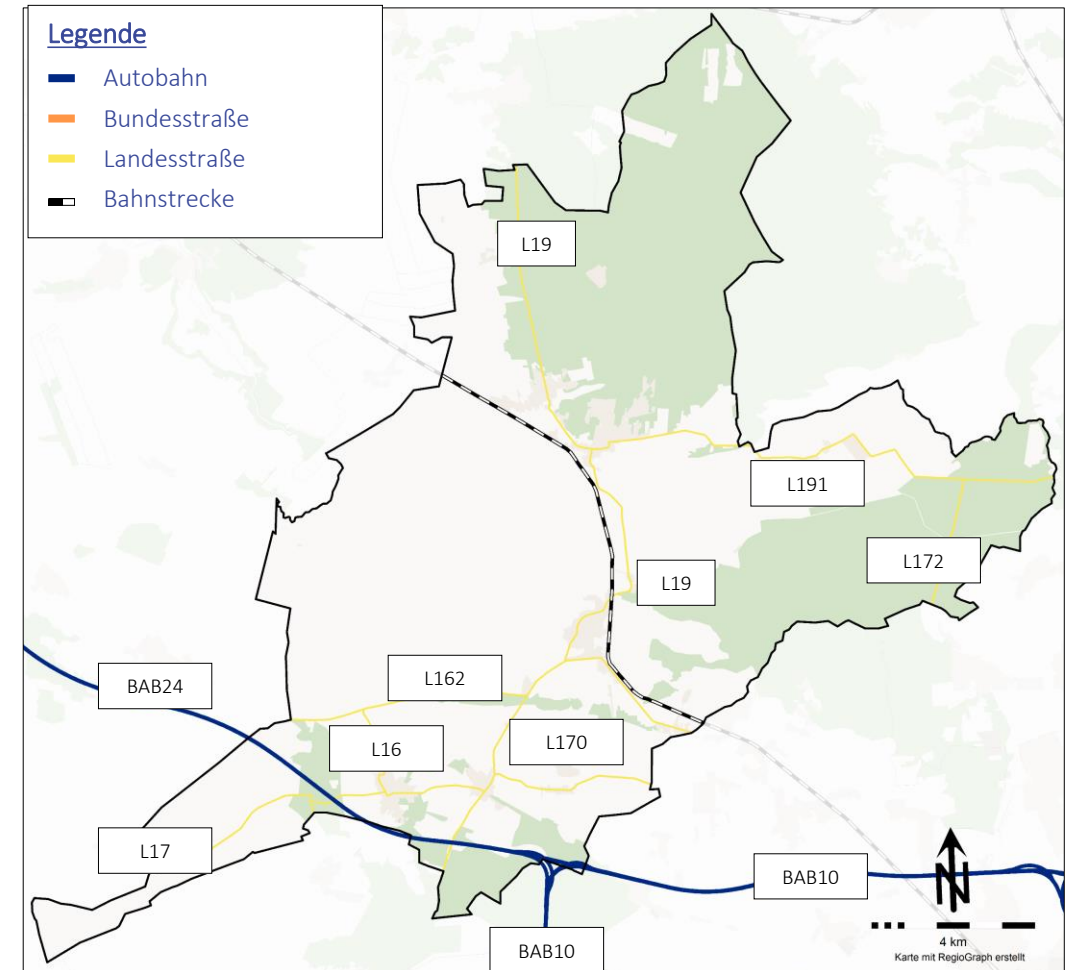 Legende
Autobahn
Bundesstraße
Landesstraße
Bahnstrecke
L19
L191
L172
L19
BAB24
L162
L16
L170
L17
BAB10
BAB10
N
4 km
Karte mit RegioGraph erstellt